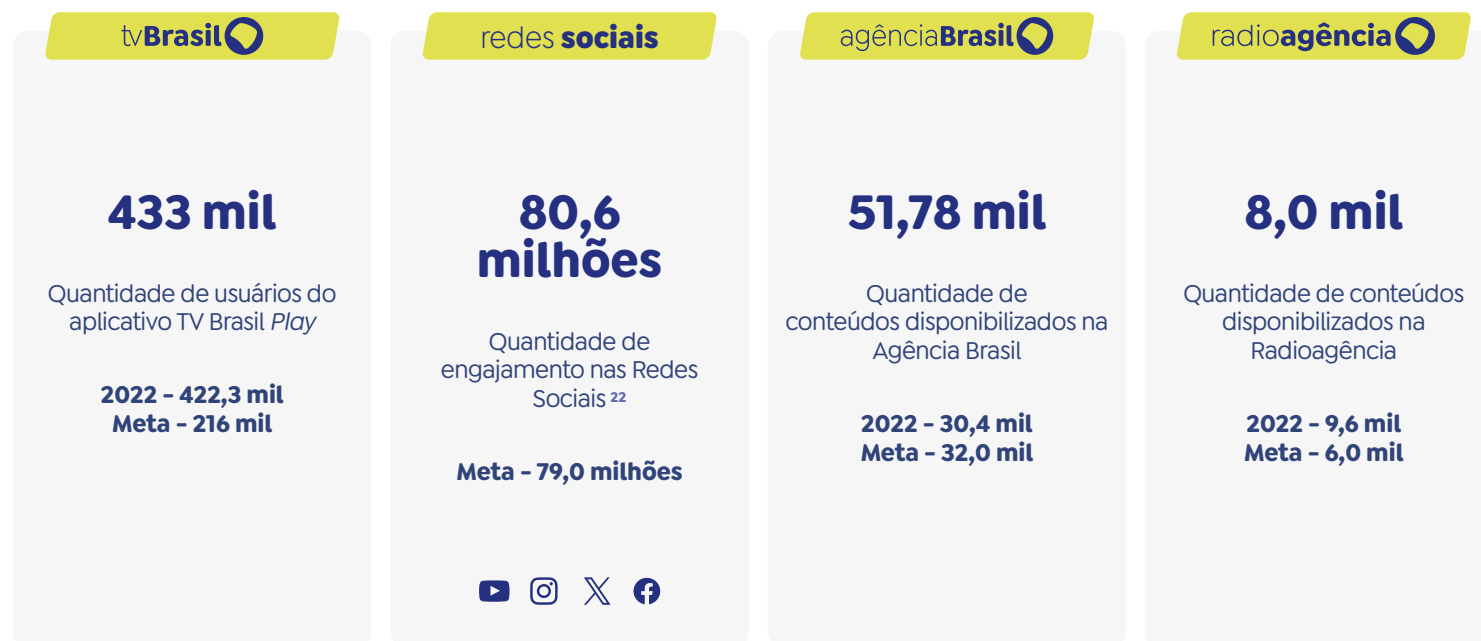 tvBrasil
433 mil
Quantidade de usuários do
aplicativo TV Brasil Play
2022 - 422,3 mil
Meta - 216 mil
redes sociais
80,6
milhões
Quantidade de
engajamento nas Redes
Sociais 22
Meta - 79,0 milhões
agênciaBrasil
51,78 mil
Quantidade de
conteúdos disponibilizados na
Agência Brasil
2022 - 30,4 mil
Meta - 32,0 mil
radioagência
8,0 mil
Quantidade de conteúdos
disponibilizados na
Radioagência
2022 - 9,6 mil
Meta - 6,0 mil